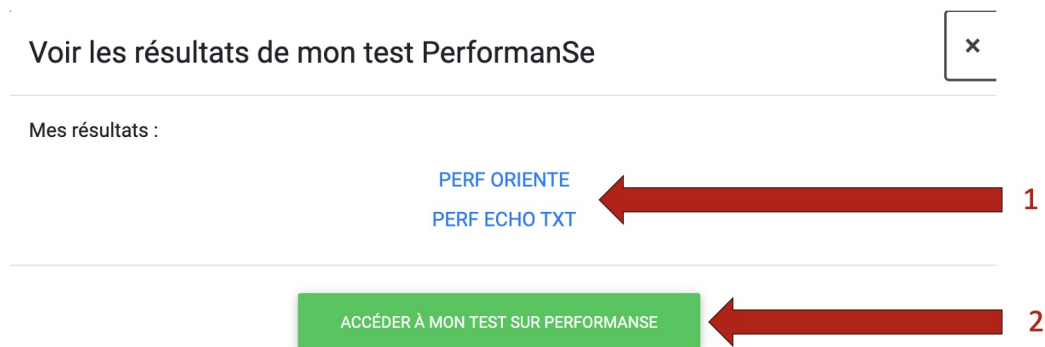 Voir les résultats de mon test PerformanSe
×
Mes résultats :
PERF ORIENTE
PERF ECHO TXT
1
ACCÉDER À MON TEST SUR PERFORMANSE
2